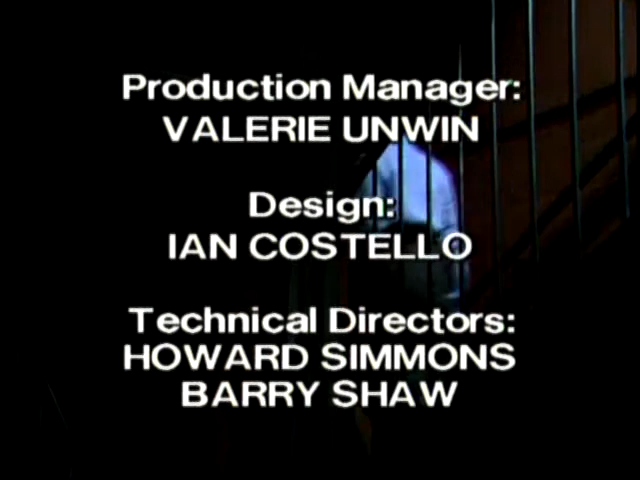 Production Manager:
VALERIE UNWIN
Design:
IAN COSTELLO
Technical Directors:
HOWARD SIMMONS
BARRY SHAW